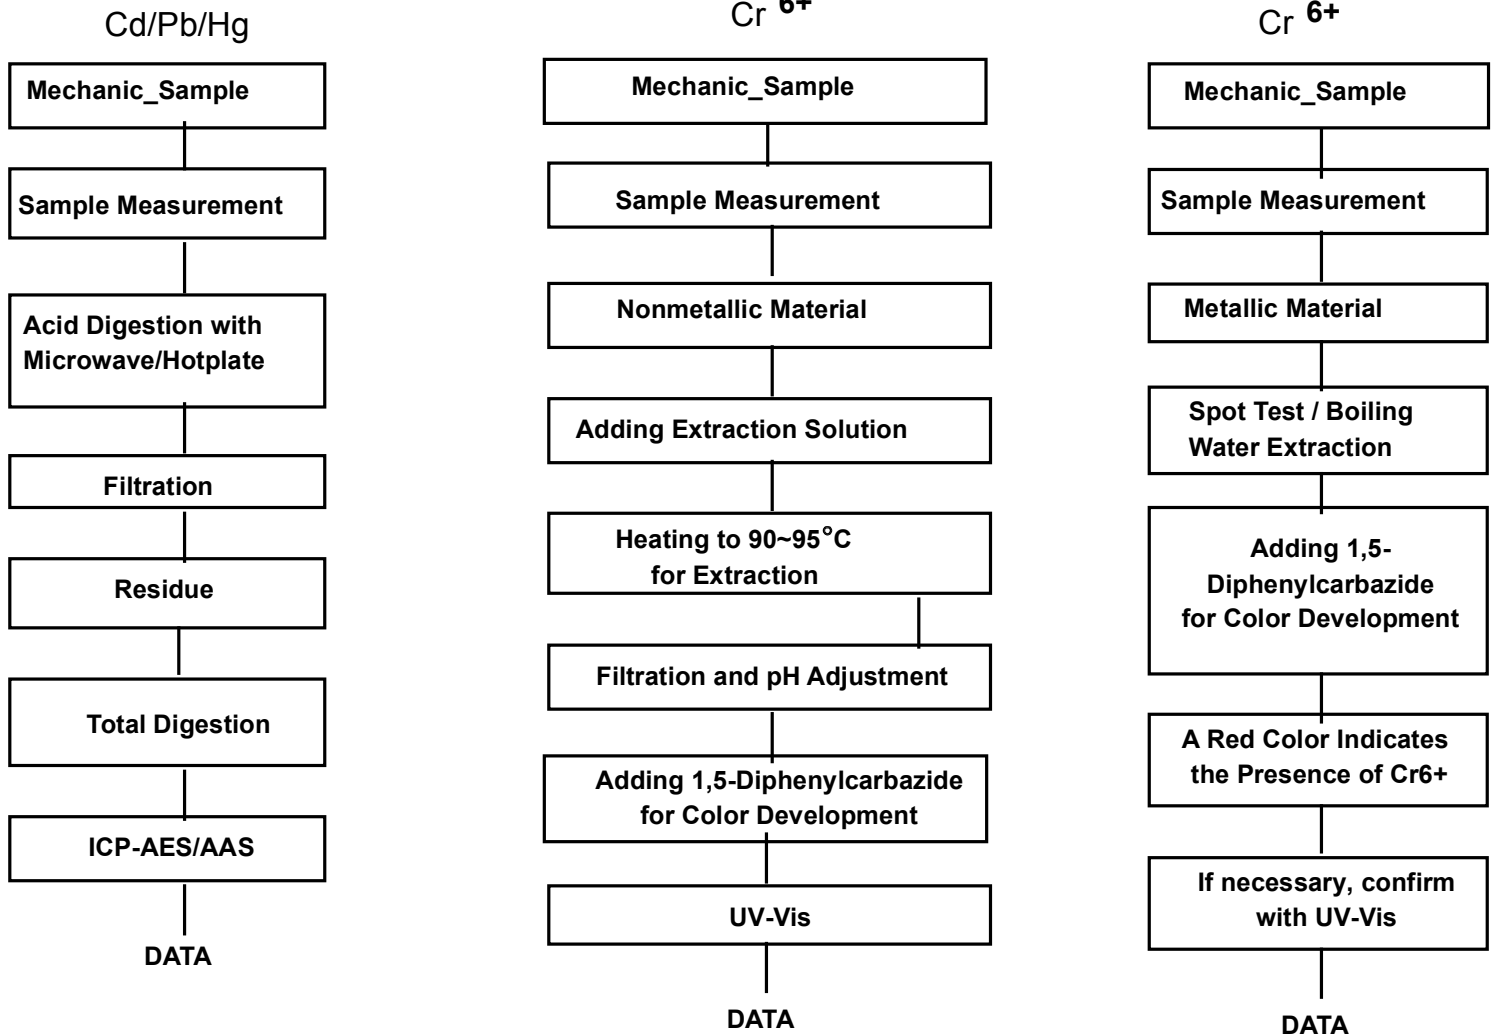 Cd/Pb/Hg
Mechanic_Sample
Sample Measurement
Acid Digestion with
Microwave/Hotplate
Filtration
Residue
Total Digestion
ICP-AES/AAS
DATA
Cr 6+
Mechanic_Sample
Sample Measurement
Nonmetallic Material
Adding Extraction Solution
Heating to 90~95°C
for Extraction
Filtration and pH Adjustment
Adding 1,5-Diphenylcarbazide
for Color Development
UV-Vis
DATA
Cr 6+
Mechanic_Sample
Sample Measurement
Metallic Material
Spot Test / Boiling
Water Extraction
Adding 1,5-
Diphenylcarbazide
for Color Development
A Red Color Indicates
the Presence of Cr6+
If necessary, confirm
with UV-Vis
DATA